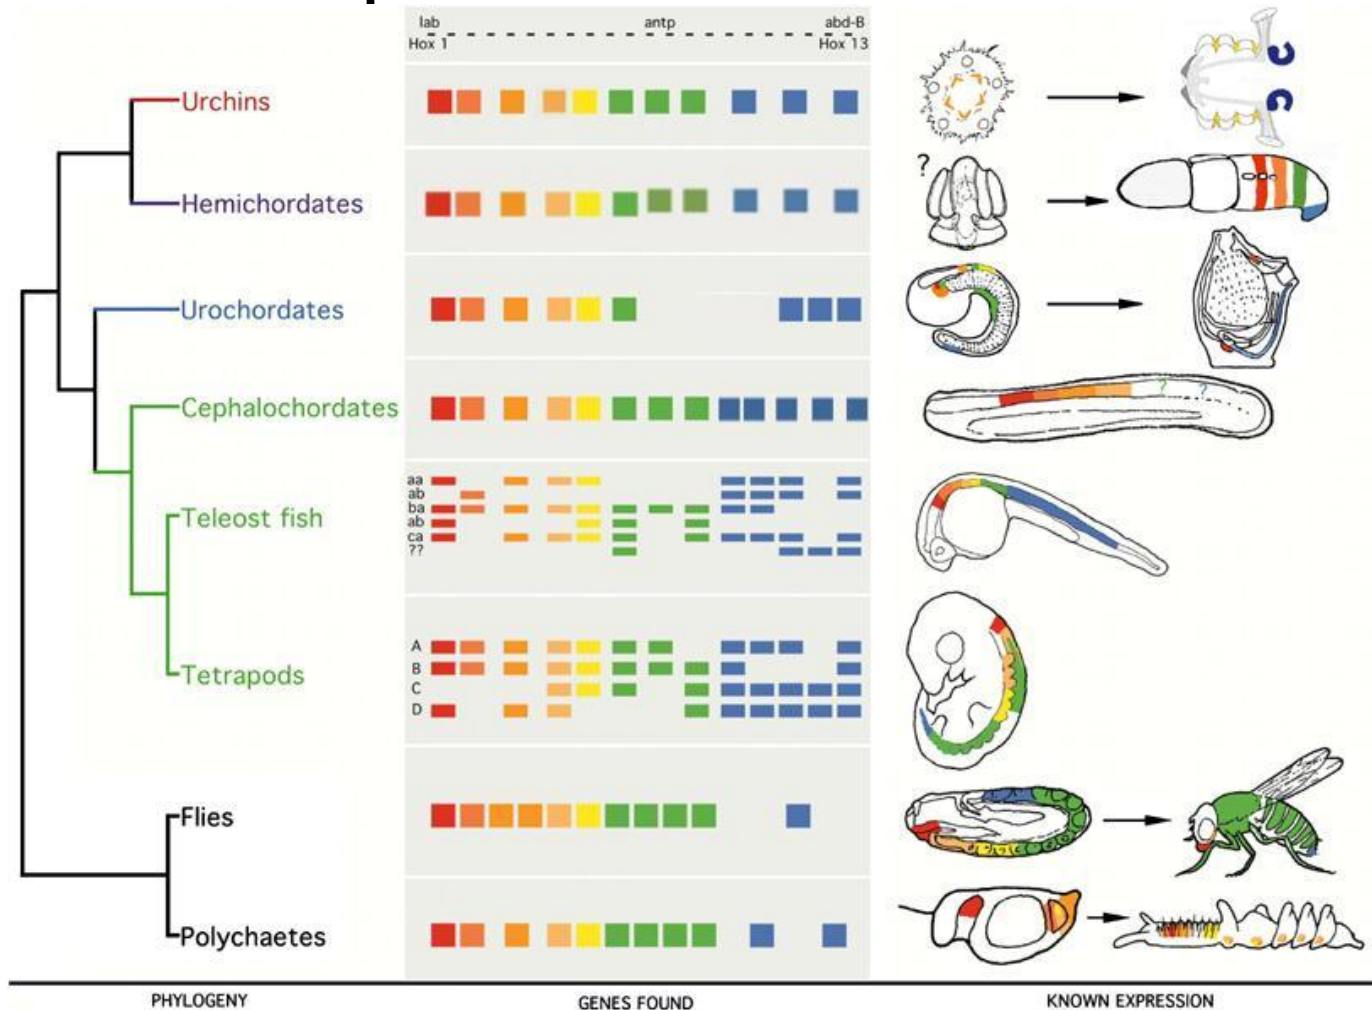 lab antp abd-B
Hox 1 Hox 13
Urchins
?
Hemichordates
Urochordates
Cephalochordates
? ?
aa
ab
ba
Teleost fish
ab
ca
??
A
B
Tetrapods
C
D
Flies
Polychaetes
PHYLOGENY GENES FOUND KNOWN EXPRESSION